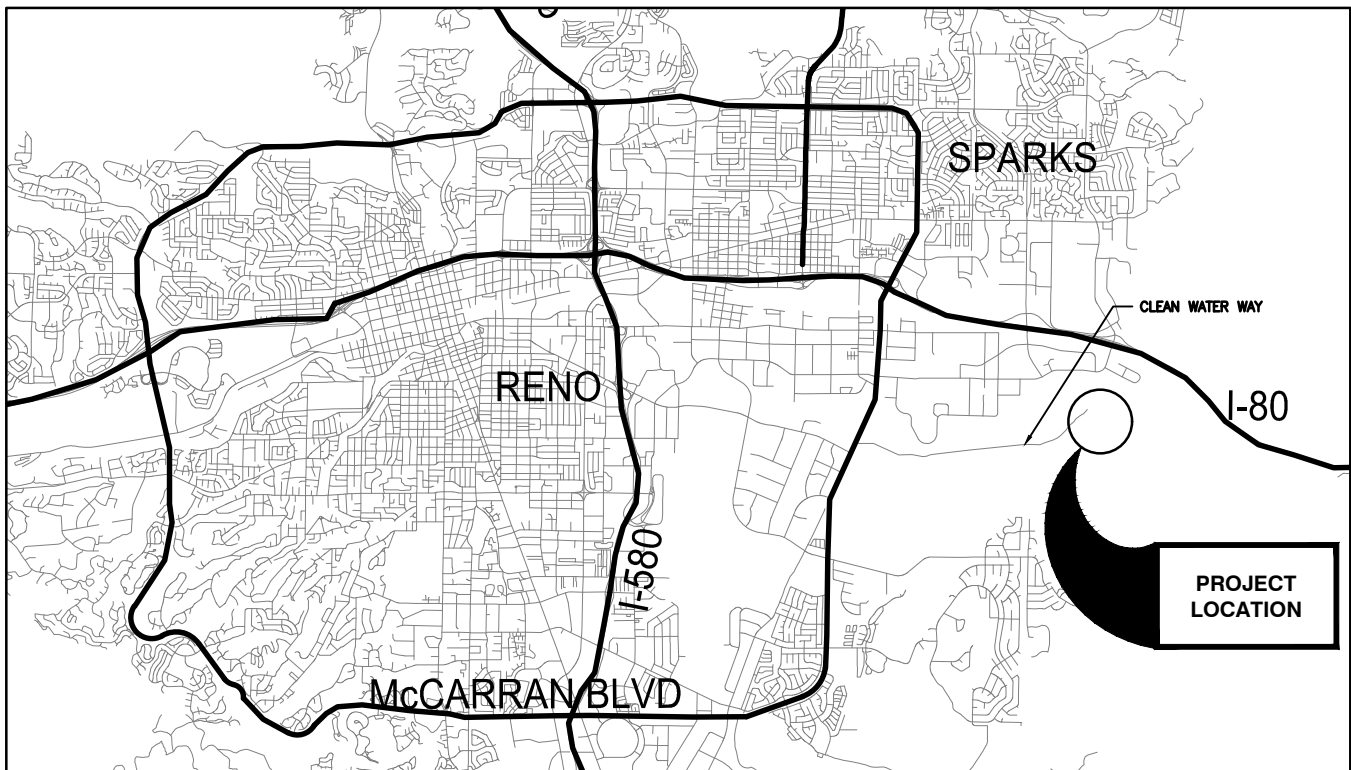 SPARKS
CLEAN WATER WAY
RENO
I-80
I-580
PROJECT
LOCATION
McCARRAN BLVD